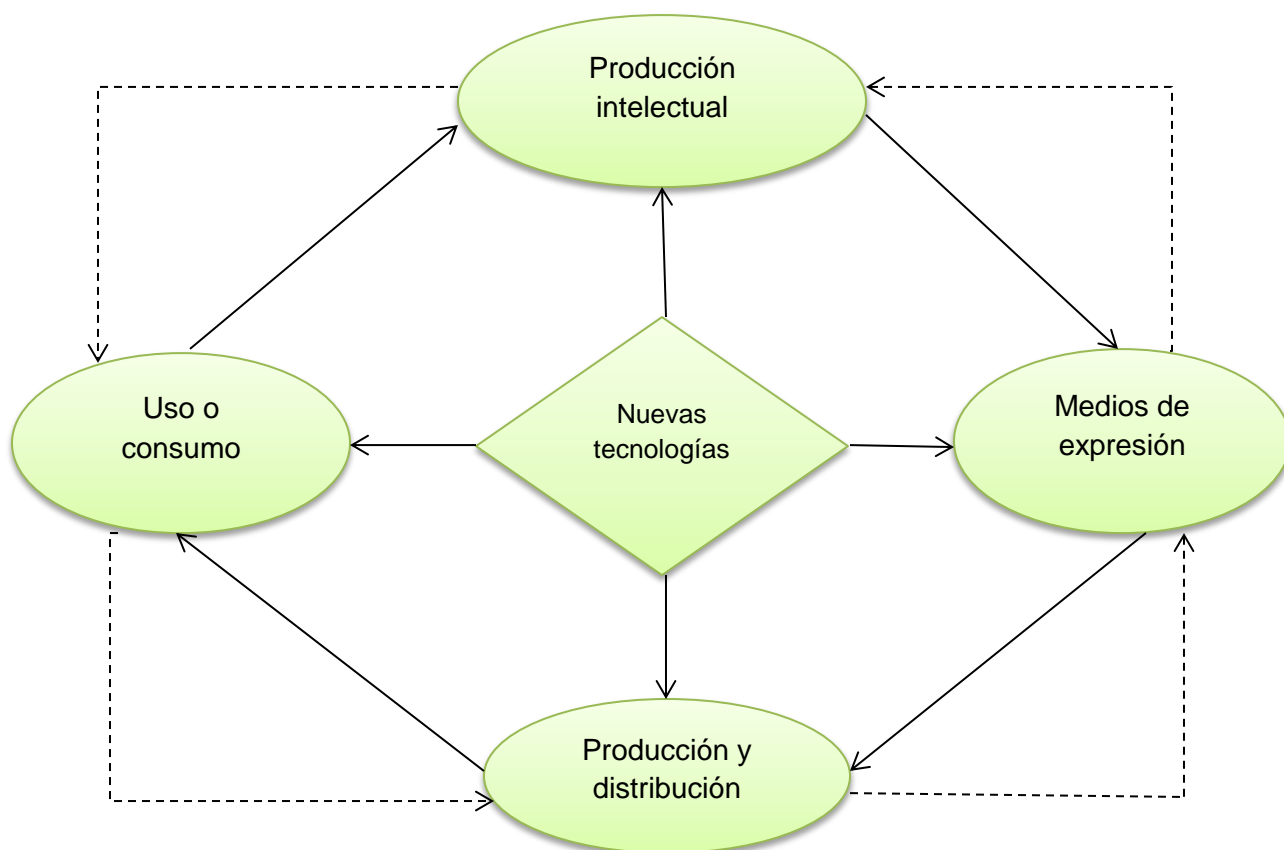 Producción
intelectual
Uso o
consumo
Nuevas
tecnologías
Medios de
expresión
Producción y
distribución